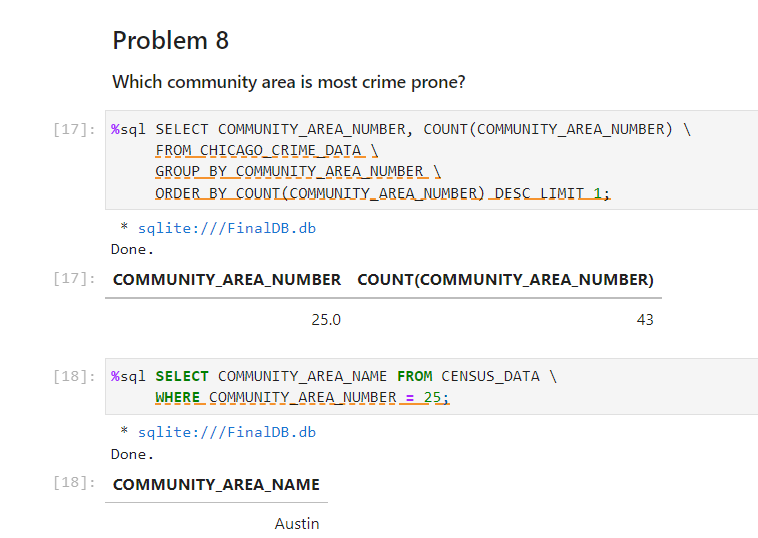 Problem 8
Which community area is most crime prone?
[17]: %sql SELECT COMMUNITY_AREA_NUMBER, COUNT(COMMUNITY_AREA_NUMBER) \
FROM CHICAGO_CRIME_DATA \
GROUP BY COMMUNITY_AREA_NUMBER \
ORDER BY COUNT(COMMUNITY_AREA_NUMBER) DESC LIMIT 1;
* sqlite:///FinalDB.db
Done.
[17]: COMMUNITY_AREA_NUMBER COUNT(COMMUNITY_AREA_NUMBER)
25.0 43
[18]: %sql SELECT COMMUNITY_AREA_NAME FROM CENSUS_DATA \
WHERE COMMUNITY_AREA_NUMBER = 25;
* sqlite:///FinalDB.db
Done.
[18]: COMMUNITY_AREA_NAME
Austin